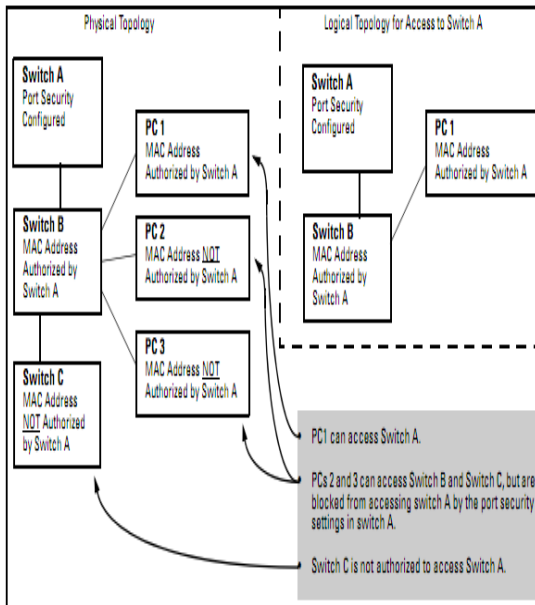 Physical Topology
Switch A
Port Security
Configured
PC 1
MAC Address
Authorized by Switch A
Switch B
MAC Address
Authorized by
Switch A
PC 2
MAC Address NOT
Authorized by Switch A
PC 3
MAC Address NOT
Authorized by Switch A
Switch C
MAC Address
NOT Authorized
by Switch A
Logical Topology for Access to Switch A
Switch A
Port Security
Configured
PC 1
MAC Address
Authorized by Switch A
Switch B
MAC Address
Authorized by
Switch A
PC1 can access Switch A.
PCs 2 and 3 can access Switch B and Switch C, but are
blocked from accessing switch A by the port security
settings in switch A.
Switch C is not authorized to access Switch A.